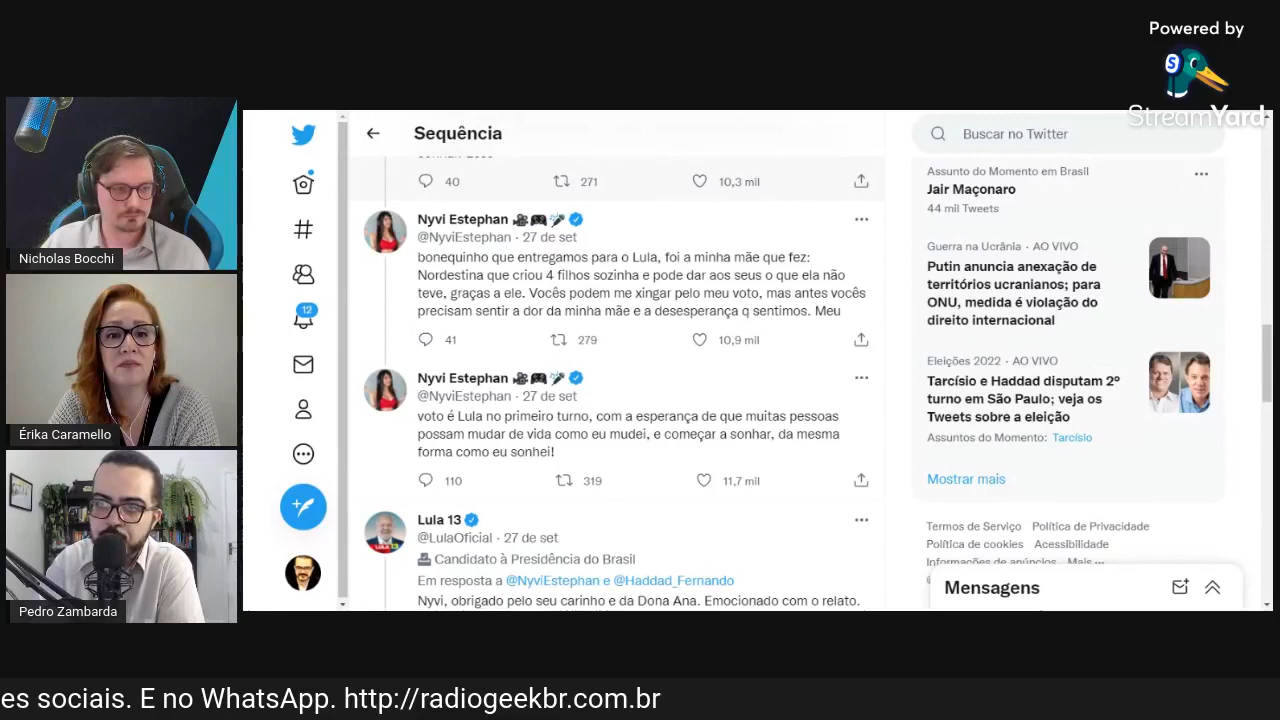 Powered by
StreamYard
Nicholas Bocchi
Érika Caramello
Pedro Zambarda
12
Sequência
40 271 10,3 mil
Nyvi Estephan
@NyviEstephan · 27 de set
bonequinho que entregamos para o Lula, foi a minha mãe que fez:
Nordestina que criou 4 filhos sozinha e pode dar aos seus o que ela não
teve, graças a ele. Vocês podem me xingar pelo meu voto, mas antes vocês
precisam sentir a dor da minha mãe e a desesperança q sentimos. Meu
41 279 10,9 mil
Nyvi Estephan
@NyviEstephan · 27 de set
voto é Lula no primeiro turno, com a esperança de que muitas pessoas
possam mudar de vida como eu mudei, e começar a sonhar, da mesma
forma como eu sonhei!
110 319 11,7 mil
Lula 13
@LulaOficial · 27 de set
Candidato à Presidência do Brasil
Em resposta a @NyviEstephan e @Haddad_Fernando
Nyvi, obrigado pelo seu carinho e da Dona Ana. Emocionado com o relato.
Buscar no Twitter
Assunto do Momento em Brasil
Jair Maçonaro
44 mil Tweets
Guerra na Ucrânia · AO VIVO
Putin anuncia anexação de
territórios ucranianos; para
ONU, medida é violação do
direito internacional
Eleições 2022 · AO VIVO
Tarcísio e Haddad disputam 2º
turno em São Paulo; veja os
Tweets sobre a eleição
Assuntos do Momento: Tarcísio
Mostrar mais
Termos de Serviço Política de Privacidade
Política de cookies Acessibilidade
Informações de anúncios Mais ...
Mensagens
es sociais. E no WhatsApp. http://radiogeekbr.com.br